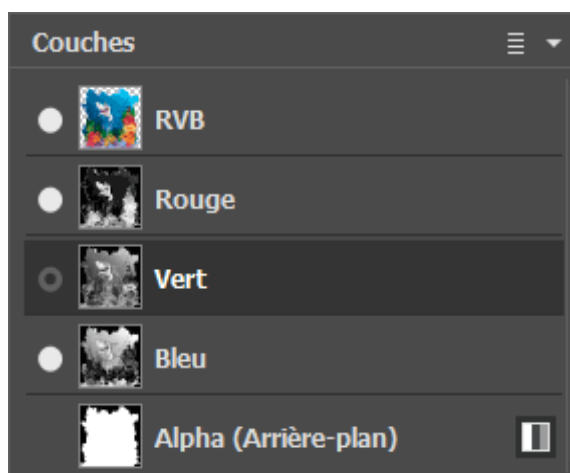 Couches
RVB
Rouge
Vert
Bleu
Alpha (Arrière-plan)